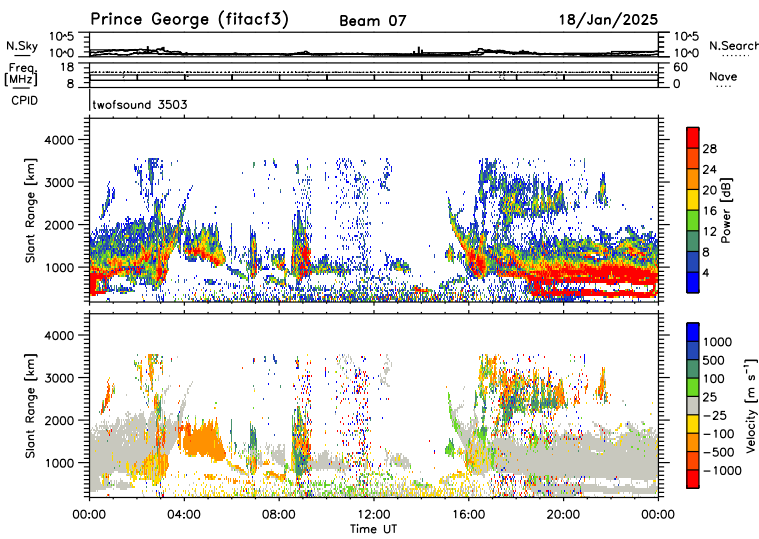 Prince George (fitacf3) Beam 07 18/Jan/2025
N.Sky 10^5 10^0 10^5 10^0 N.Search
Freq [MHz] 18 8 60 0 Nave
CPID twofsound 3503
Slant Range [km] 4000 3000 2000 1000
Power [dB] 28 24 20 16 12 8 4
Slant Range [km] 4000 3000 2000 1000
Velocity [m s⁻¹] 1000 500 100 25 −25 −100 −500 −1000
00:00 04:00 08:00 12:00 16:00 20:00 00:00
Time UT